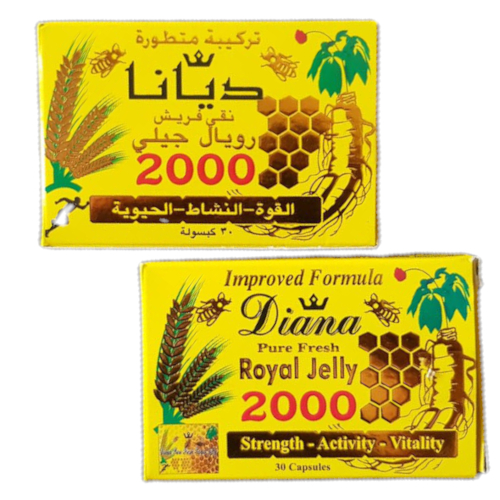 تركيبة متطورة
ديانا
نقي فريش
رويال جيلي
2000
القوة-النشاط-الحيوية
٣٠ كبسولة
Improved Formula
Diana
Pure Fresh
Royal Jelly
2000
Strength - Activity - Vitality
30 Capsules